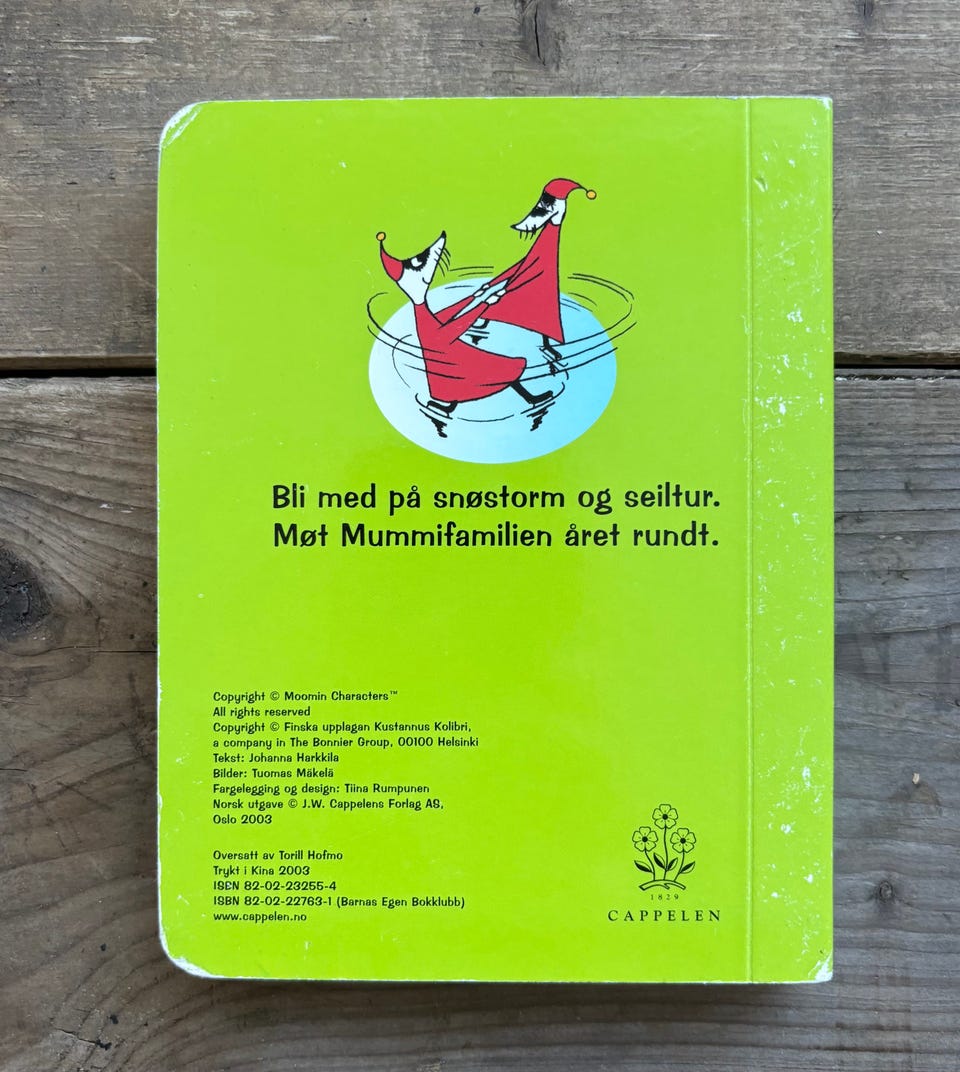 Bli med på snøstorm og seiltur.
Møt Mummifamilien året rundt.
Copyright © Moomin Characters™
All rights reserved
Copyright © Finska upplagan Kustannus Kolibri,
a company in The Bonnier Group, 00100 Helsinki
Tekst: Johanna Harkkila
Bilder: Tuomas Mäkelä
Fargelegging og design: Tiina Rumpunen
Norsk utgave © J.W. Cappelens Forlag AS,
Oslo 2003
Oversatt av Torill Hofmo
Trykt i Kina 2003
ISBN 82-02-23255-4
ISBN 82-02-22763-1 (Barnas Egen Bokklubb)
www.cappelen.no
1829
CAPPELEN